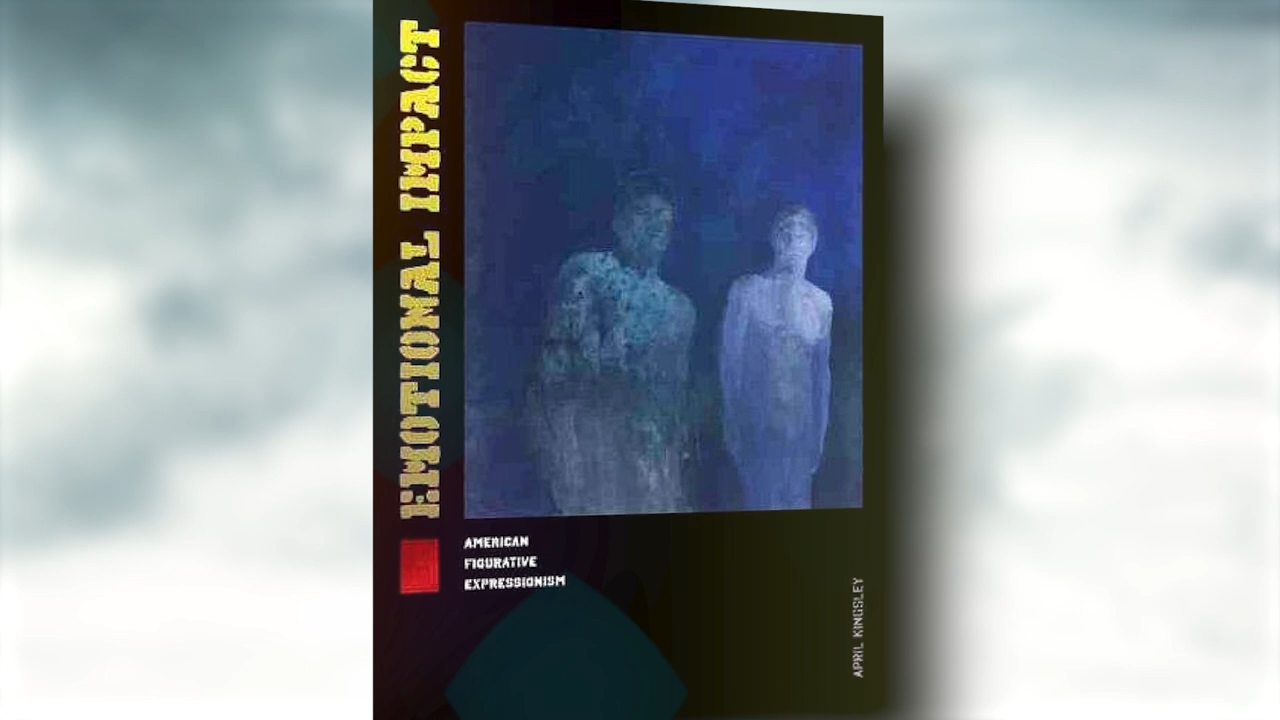 EMOTIONAL IMPACT
AMERICAN
FIGURATIVE
EXPRESSIONISM
APRIL KINGSLEY